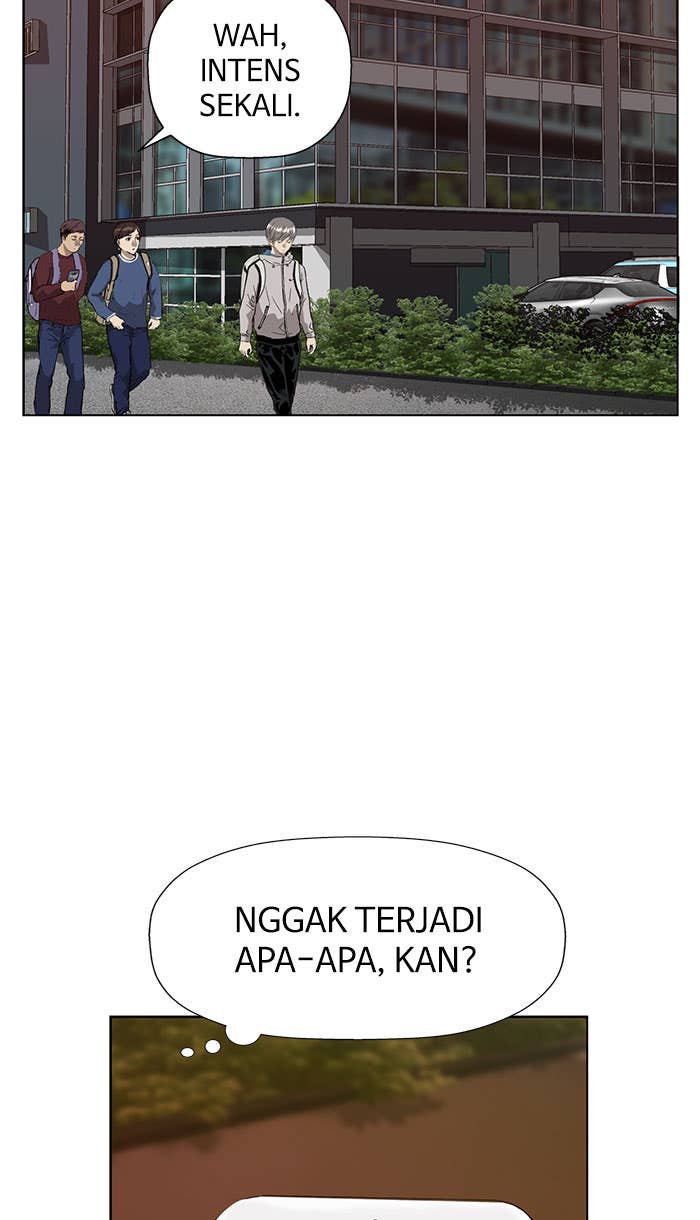 WAH,
INTENS
SEKALI.
NGGAK TERJADI
APA-APA, KAN?